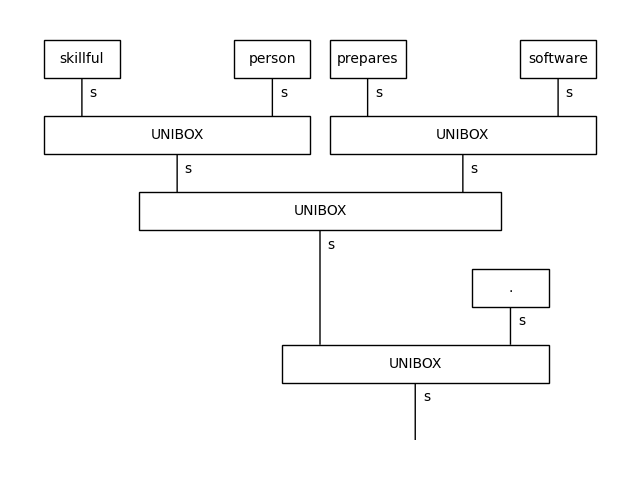 skillful person prepares software
s s s s
UNIBOX UNIBOX
s s
UNIBOX
s
.
s
UNIBOX
s